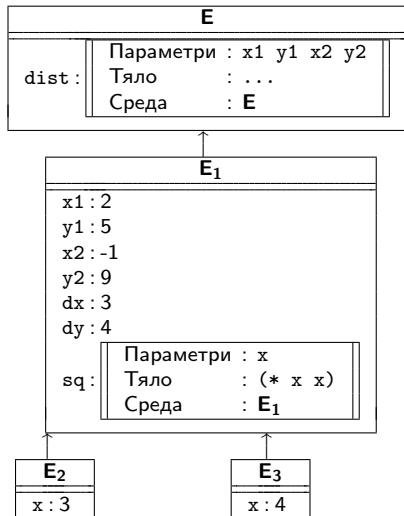 E
Параметри : x1 y1 x2 y2
dist : Тяло : ...
Среда : E
E1
x1 : 2
y1 : 5
x2 : -1
y2 : 9
dx : 3
dy : 4
Параметри : x
sq : Тяло : (* x x)
Среда : E1
E2 E3
x : 3 x : 4